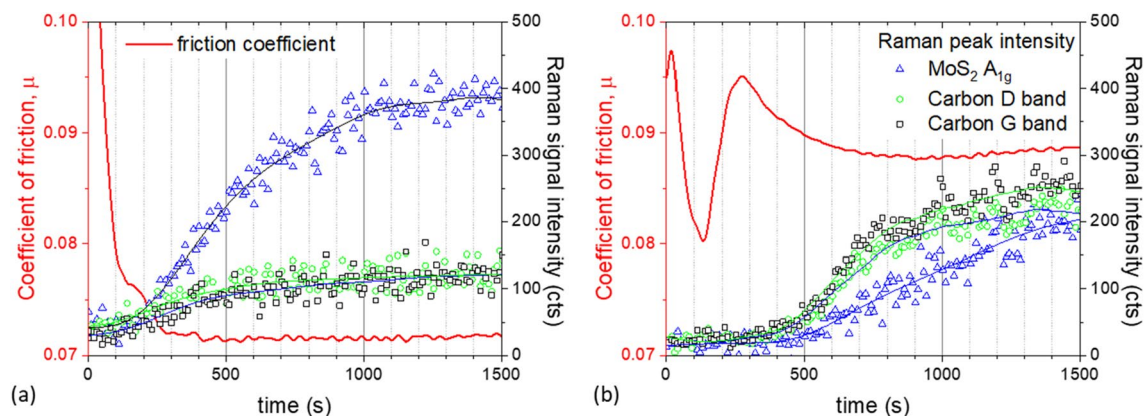 0.10
0.09
0.08
0.07
Coefficient of friction, μ
friction coefficient
500
400
300
200
100
0
Raman signal intensity (cts)
0
500
1000
1500
time (s)
(a)
0.10
0.09
0.08
0.07
Coefficient of friction, μ
Raman peak intensity
MoS₂ A₁g
Carbon D band
Carbon G band
500
400
300
200
100
0
Raman signal intensity (cts)
0
500
1000
1500
time (s)
(b)